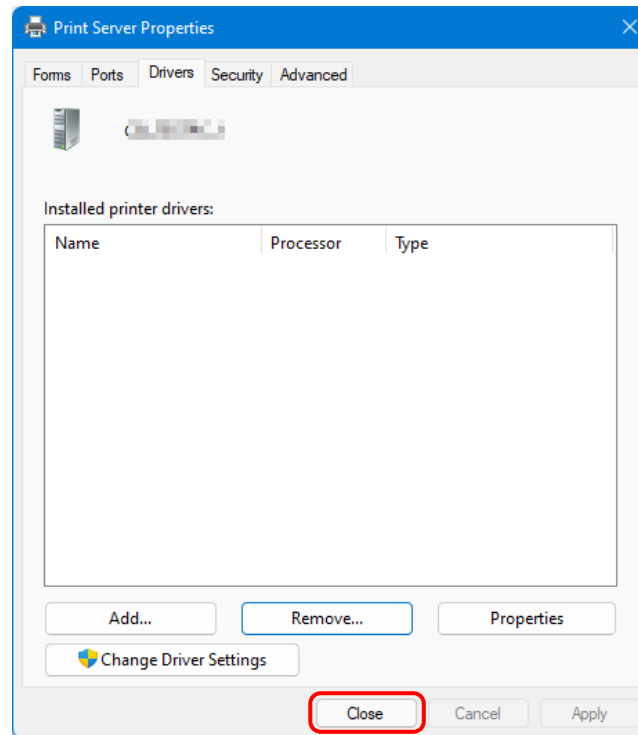 Print Server Properties
Forms Ports Drivers Security Advanced
Installed printer drivers:
Name Processor Type
Add... Remove... Properties
Change Driver Settings
Close Cancel Apply